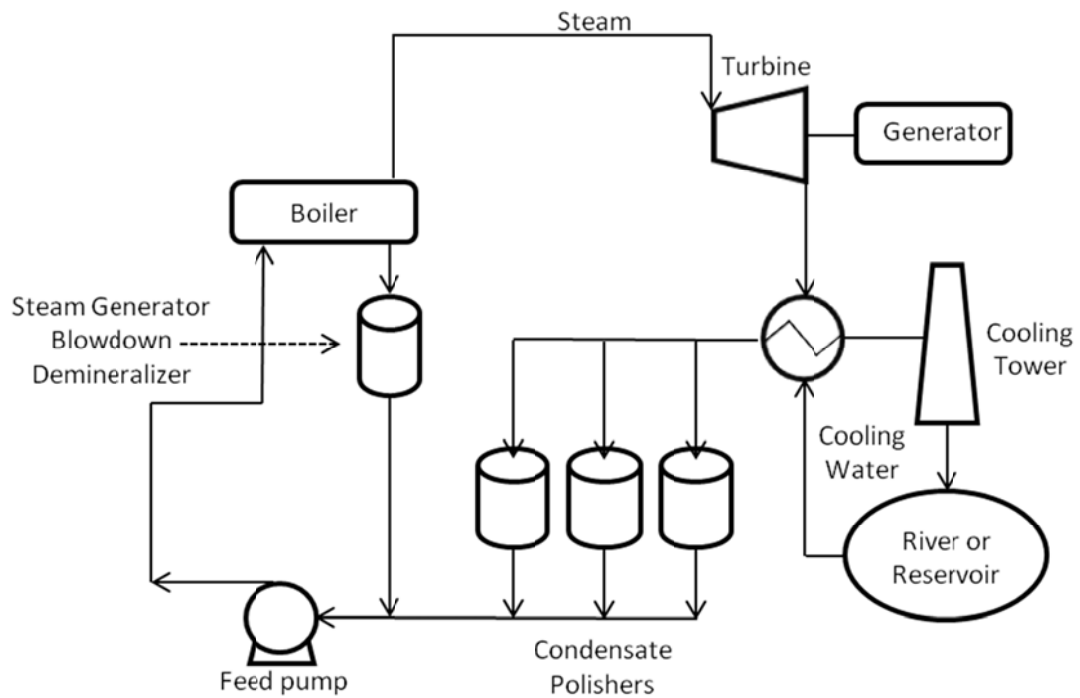 Steam
Turbine
Generator
Boiler
Steam Generator
Blowdown
Demineralizer
Cooling
Tower
Cooling
Water
River or
Reservoir
Condensate
Polishers
Feed pump